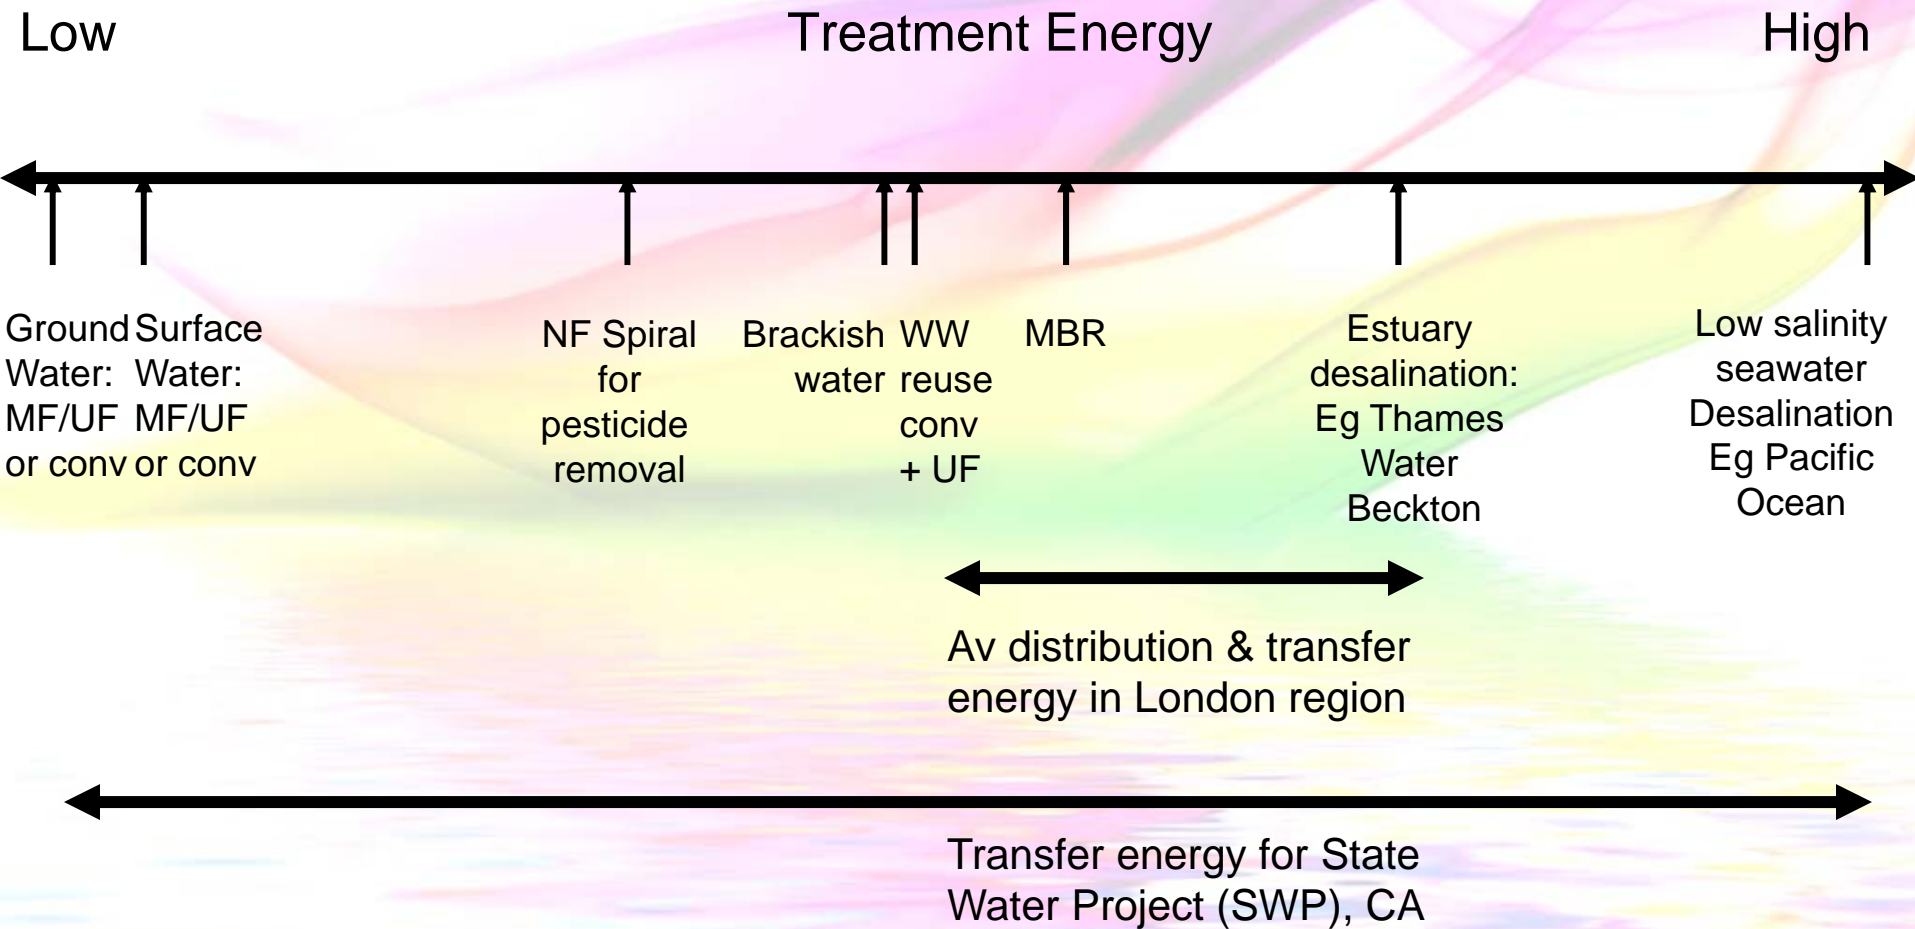 Low
Treatment Energy
High
Ground
Water:
MF/UF
or conv
Surface
Water:
MF/UF
or conv
NF Spiral
for
pesticide
removal
Brackish
water
WW
reuse
conv
+ UF
MBR
Estuary
desalination:
Eg Thames
Water
Beckton
Low salinity
seawater
Desalination
Eg Pacific
Ocean
Av distribution & transfer
energy in London region
Transfer energy for State
Water Project (SWP), CA